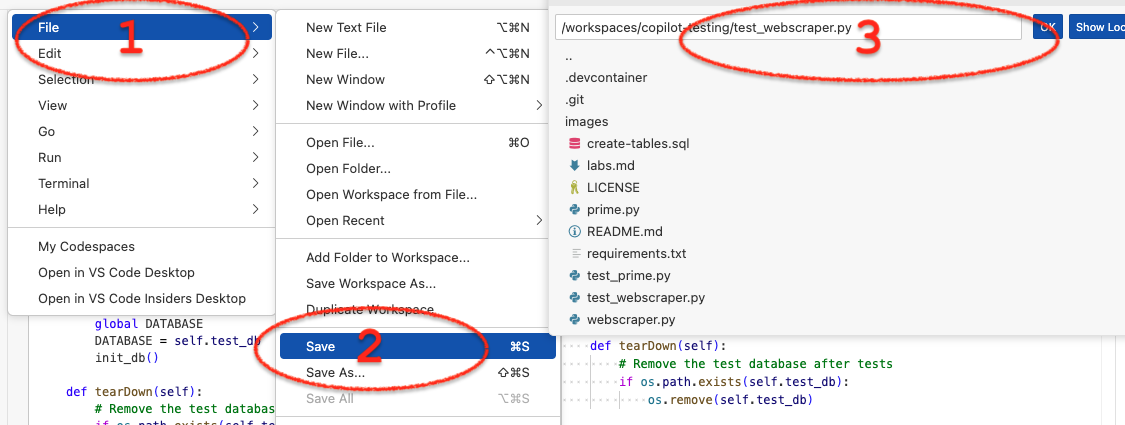 File
Edit
Selection
View
Go
Run
Terminal
Help
My Codespaces
Open in VS Code Desktop
Open in VS Code Insiders Desktop
1
New Text File ⌥⌘N
New File... ^⌥⌘N
New Window ⇧⌥⌘N
New Window with Profile
Open File... ⌘O
Open Folder...
Open Workspace from File...
Open Recent
Add Folder to Workspace...
Save Workspace As...
Duplicate Workspace
Save ⌘S
2
Save As... ⇧⌘S
Save All ⌥⌘S
/workspaces/copilot-testing/test_webscraper.py
3
OK
Show Loc
..
.devcontainer
.git
images
create-tables.sql
labs.md
LICENSE
prime.py
README.md
requirements.txt
test_prime.py
test_webscraper.py
webscraper.py
global DATABASE
DATABASE = self.test_db
init_db()
def tearDown(self):
# Remove the test databas
if os.path.exists(self.t
def tearDown(self):
# Remove the test database after tests
if os.path.exists(self.test_db):
os.remove(self.test_db)